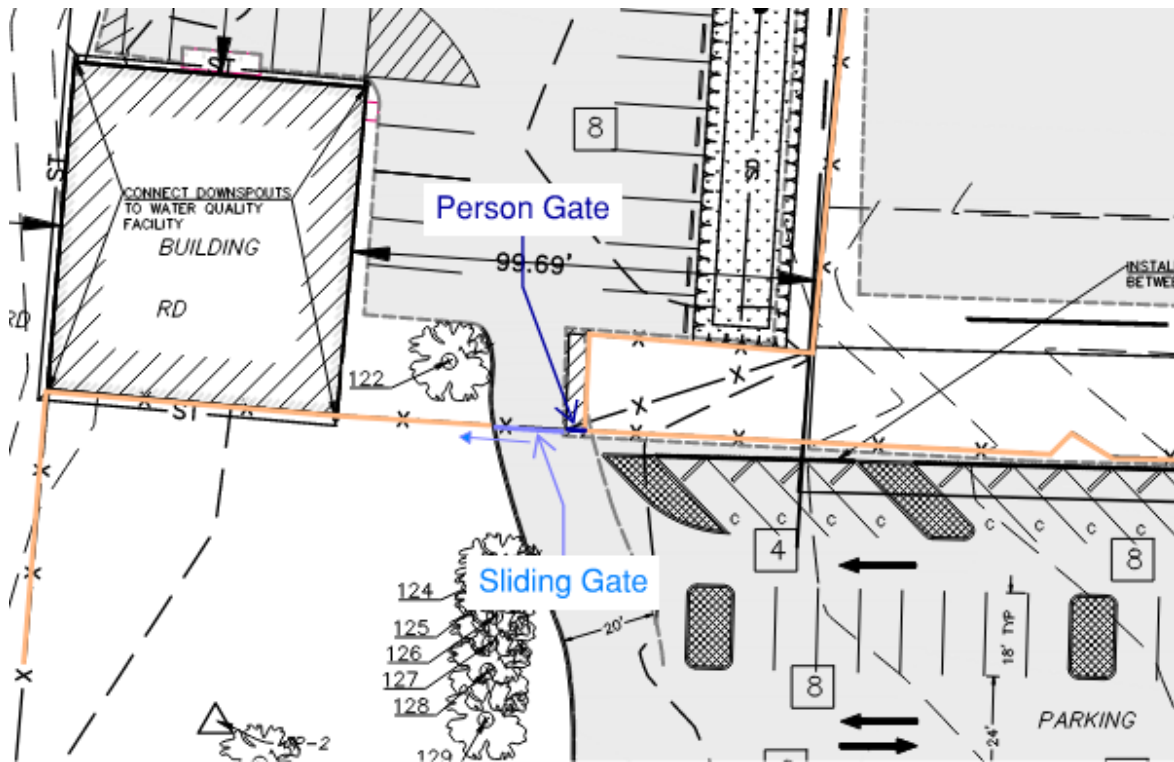 ST
8
ST
CONNECT DOWNSPOUTS
TO WATER QUALITY
FACILITY
BUILDING
RD
Person Gate
99.69'
INSTAL
BETWE
122
ST
4
8
Sliding Gate
C
C
C
C
C
C
C
C
124
125
126
127
128
129
20'
18' TYP
8
PARKING
24'